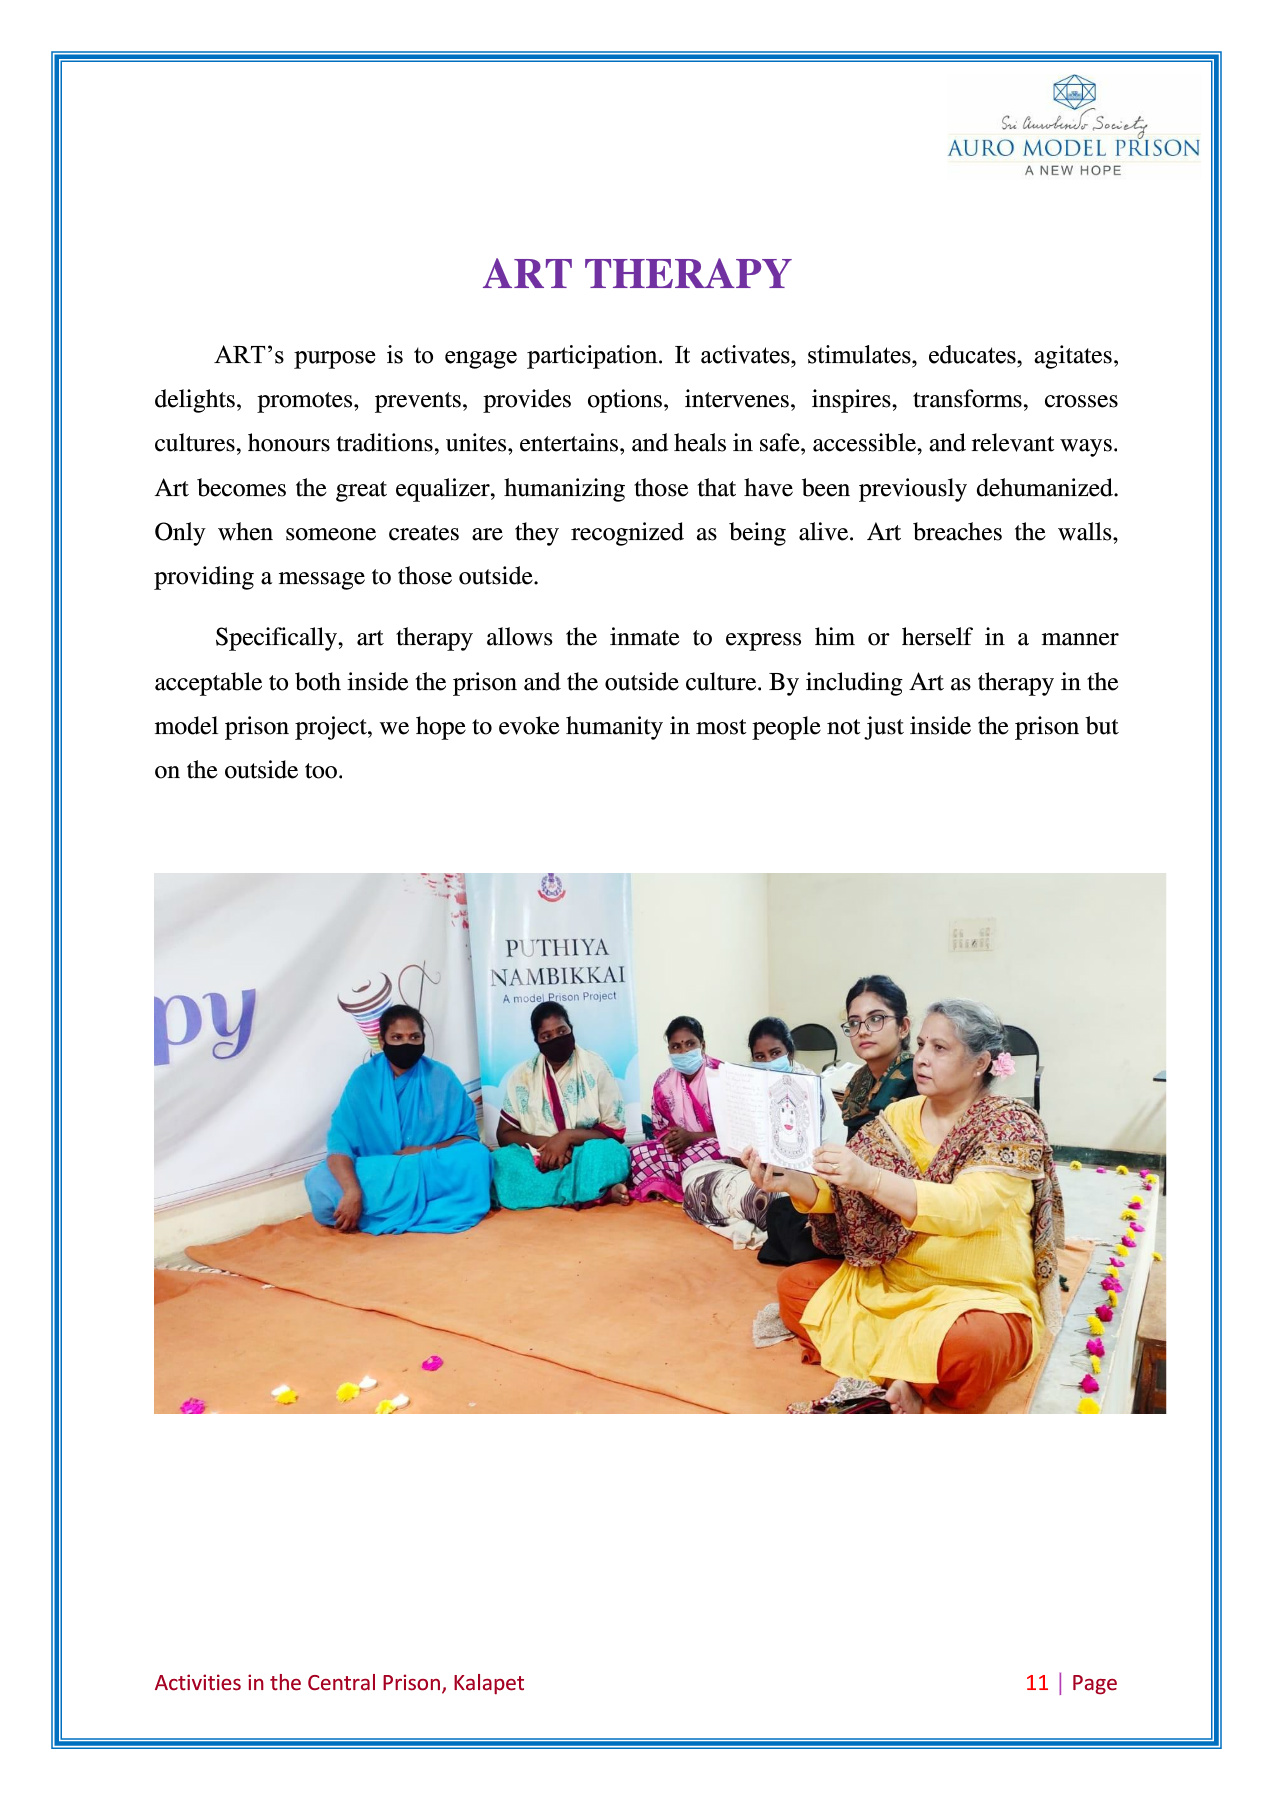 Sri Aurobindo Society
AURO MODEL PRISON
A NEW HOPE
ART THERAPY
ART’s purpose is to engage participation. It activates, stimulates, educates, agitates,
delights, promotes, prevents, provides options, intervenes, inspires, transforms, crosses
cultures, honours traditions, unites, entertains, and heals in safe, accessible, and relevant ways.
Art becomes the great equalizer, humanizing those that have been previously dehumanized.
Only when someone creates are they recognized as being alive. Art breaches the walls,
providing a message to those outside.
Specifically, art therapy allows the inmate to express him or herself in a manner
acceptable to both inside the prison and the outside culture. By including Art as therapy in the
model prison project, we hope to evoke humanity in most people not just inside the prison but
on the outside too.
py
PUTHIYA
NAMBIKKAI
A model Prison Project
Activities in the Central Prison, Kalapet
11 | Page